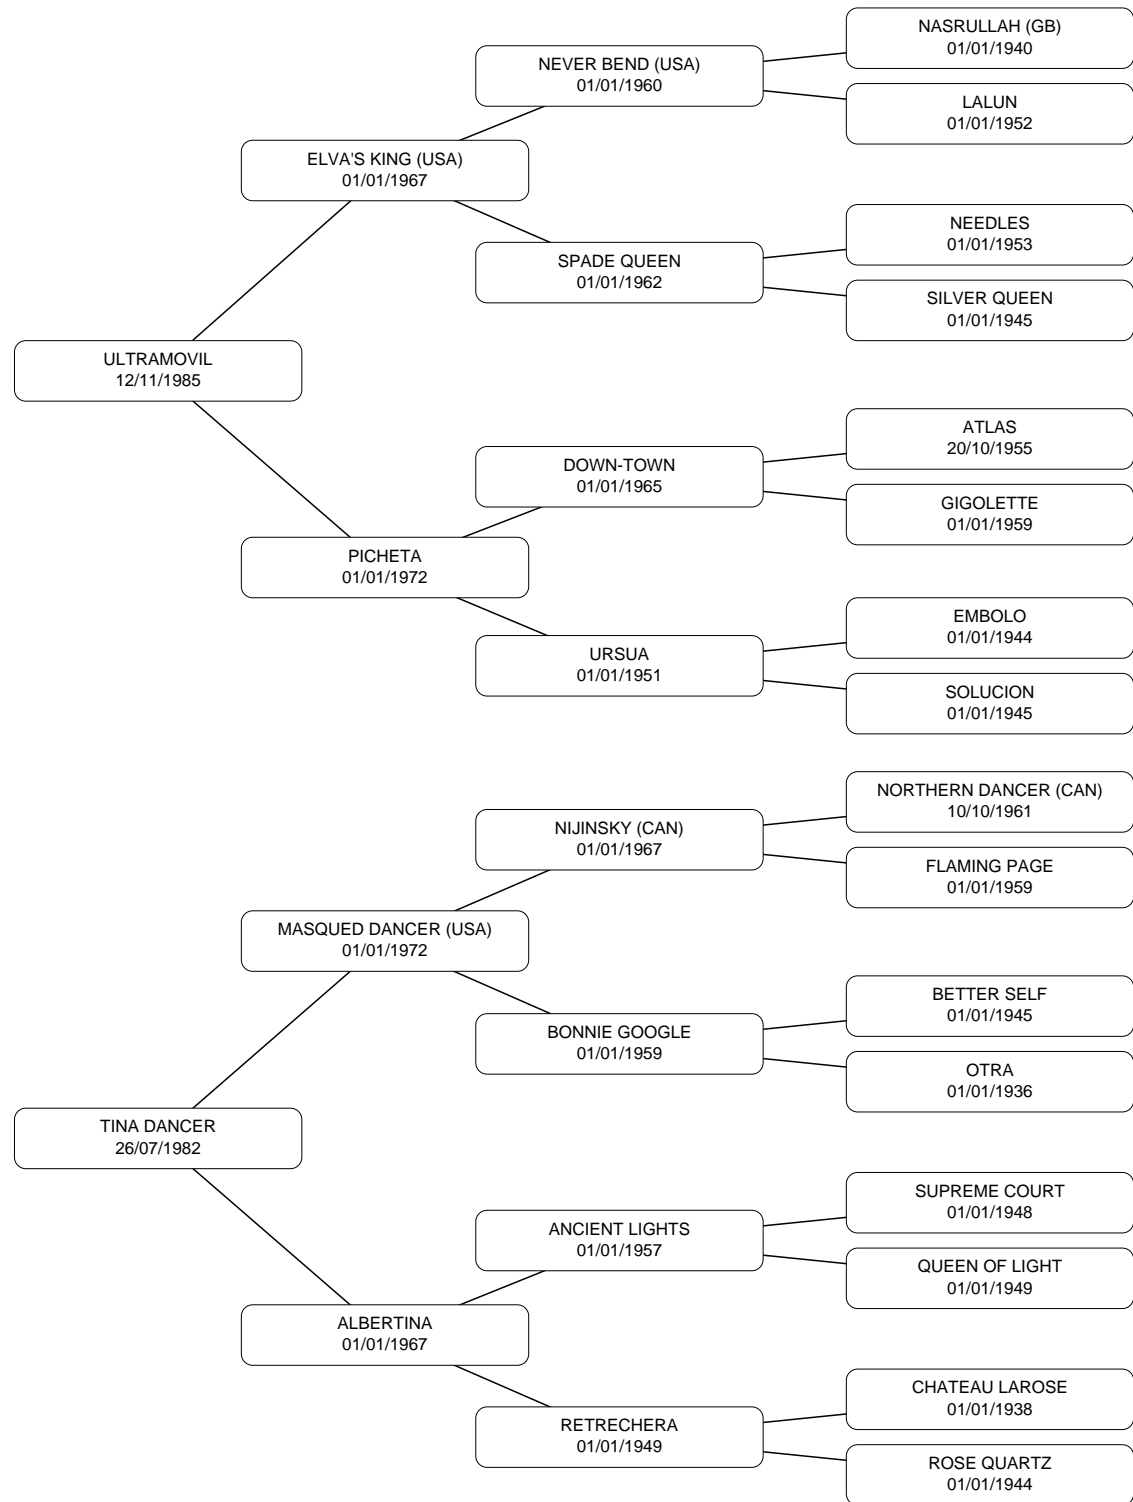 NASRULLAH (GB)
01/01/1940
NEVER BEND (USA)
01/01/1960
LALUN
01/01/1952
ELVA'S KING (USA)
01/01/1967
NEEDLES
01/01/1953
SPADE QUEEN
01/01/1962
SILVER QUEEN
01/01/1945
ULTRAMOVIL
12/11/1985
ATLAS
20/10/1955
DOWN-TOWN
01/01/1965
GIGOLETTE
01/01/1959
PICHETA
01/01/1972
EMBOLO
01/01/1944
URSUA
01/01/1951
SOLUCION
01/01/1945
NORTHERN DANCER (CAN)
10/10/1961
NIJINSKY (CAN)
01/01/1967
FLAMING PAGE
01/01/1959
MASQUED DANCER (USA)
01/01/1972
BETTER SELF
01/01/1945
BONNIE GOOGLE
01/01/1959
OTRA
01/01/1936
TINA DANCER
26/07/1982
SUPREME COURT
01/01/1948
ANCIENT LIGHTS
01/01/1957
QUEEN OF LIGHT
01/01/1949
ALBERTINA
01/01/1967
CHATEAU LAROSE
01/01/1938
RETRECHERA
01/01/1949
ROSE QUARTZ
01/01/1944